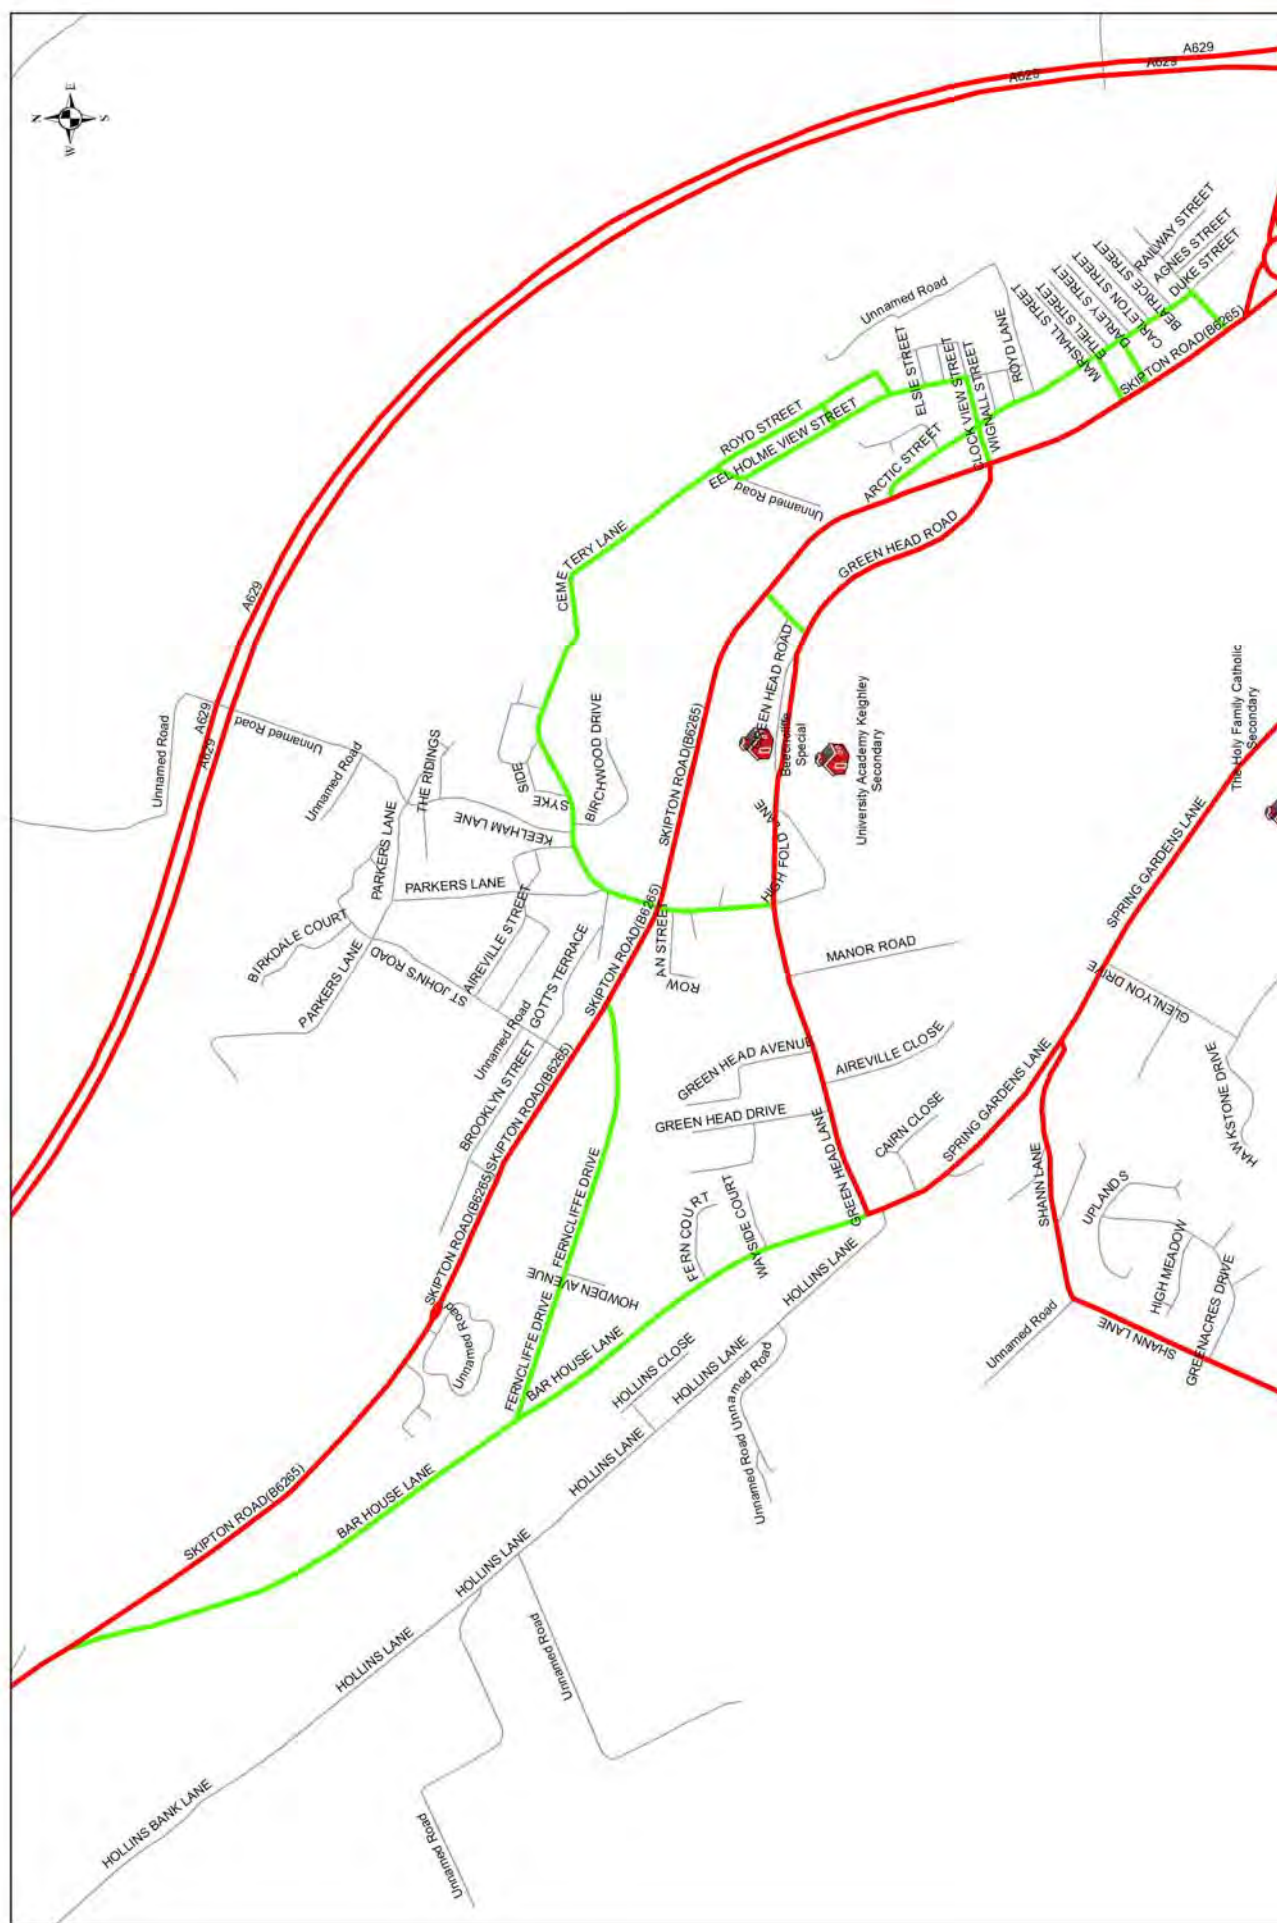 A629
A629
A629
N
E
S
W
A629
A629
A629
Unnamed Road
Unnamed Road
Unnamed Road
THE RIDINGS
PARKERS LANE
KEELHAM LANE
PARKERS LANE
BIRKDALE COURT
PARKERS LANE
ST JOHN'S ROAD
AIREVILLE STREET
GOTT'S TERRACE
Unnamed Road
BROOKLYN STREET
SYKE
SIDE
BIRCHWOOD DRIVE
CEMETERY LANE
ROYD STREET
EEL HOLME VIEW STREET
Unnamed Road
Unnamed Road
ELSIE STREET
CLOCK VIEW STREET
WIGNALL STREET
ROYD LANE
ARCTIC STREET
MARSHALL STREET
ETHEL STREET
DARLEY STREET
CARLETON STREET
BEATRICE STREET
RAILWAY STREET
AGNES STREET
DUKE STREET
SKIPTON ROAD(B6265)
GREEN HEAD ROAD
GREEN HEAD ROAD
Beechcliffe
Special
University Academy Keighley
Secondary
The Holy Family Catholic
Secondary
SKIPTON ROAD(B6265)
HIGH FOLD LANE
SKIPTON ROAD(B6265)
ROWAN STREET
MANOR ROAD
SPRING GARDENS LANE
GLENLYON DRIVE
HAWKSTONE DRIVE
GREEN HEAD AVENUE
AIREVILLE CLOSE
GREEN HEAD DRIVE
GREEN HEAD LANE
CAIRN CLOSE
SPRING GARDENS LANE
SHANN LANE
UPLANDS
HIGH MEADOW
GREENACRES DRIVE
SHANN LANE
Unnamed Road
SKIPTON ROAD(B6265)
SKIPTON ROAD(B6265)
FERNCLIFFE DRIVE
HOWDEN AVENUE
FERNCLIFFE DRIVE
FERN COURT
WAYSIDE COURT
HOLLINS LANE
BAR HOUSE LANE
HOLLINS CLOSE
HOLLINS LANE
Unnamed Road
Unnamed Road
Unnamed Road
HOLLINS LANE
BAR HOUSE LANE
SKIPTON ROAD(B6265)
HOLLINS LANE
Unnamed Road
HOLLINS LANE
HOLLINS BANK LANE
Unnamed Road